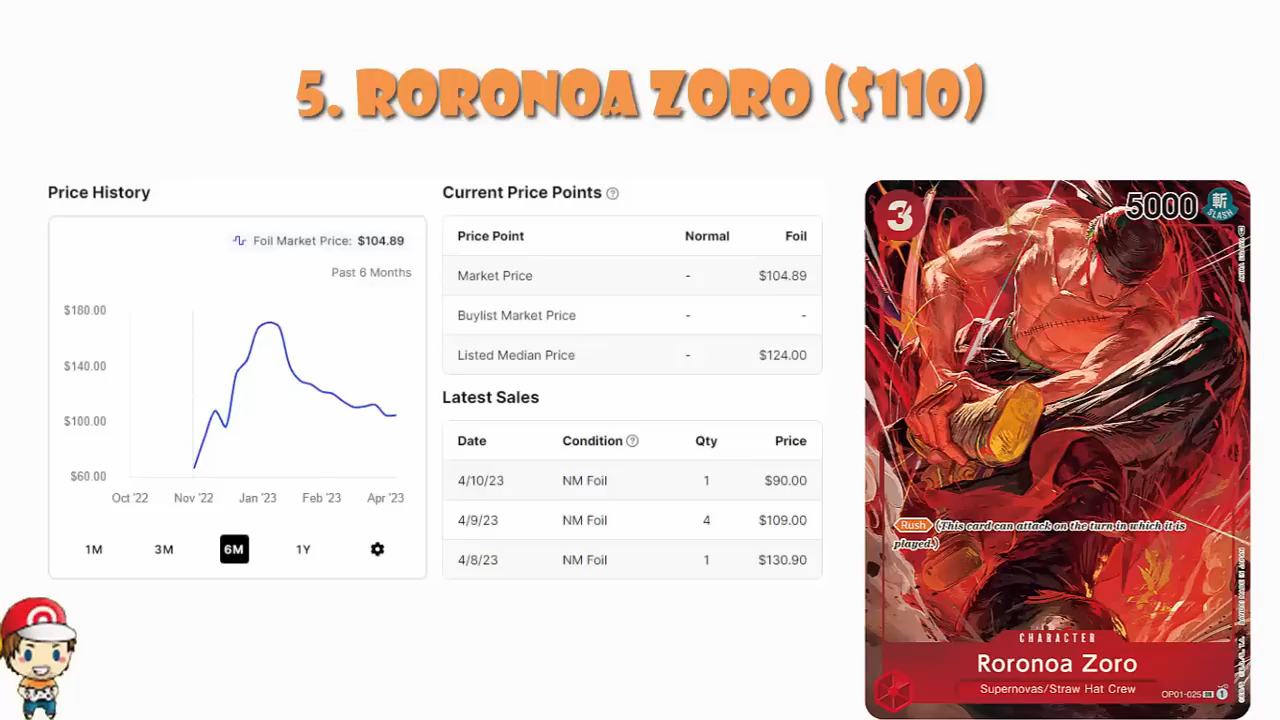 5. RORONOA ZORO ($110)
Price History
Foil Market Price: $104.89
Past 6 Months
$180.00
$140.00
$100.00
$60.00
Oct '22 Nov '22 Jan '23 Feb '23 Apr '23
1M 3M 6M 1Y
Current Price Points ?
Price Point Normal Foil
Market Price - $104.89
Buylist Market Price - -
Listed Median Price - $124.00
Latest Sales
Date Condition ? Qty Price
4/10/23 NM Foil 1 $90.00
4/9/23 NM Foil 4 $109.00
4/8/23 NM Foil 1 $130.90
3 5000 斬
SLASH
Rush (This card can attack on the turn in which it is
played.)
CHARACTER
Roronoa Zoro
Supernovas/Straw Hat Crew
OP01-025 SR 1